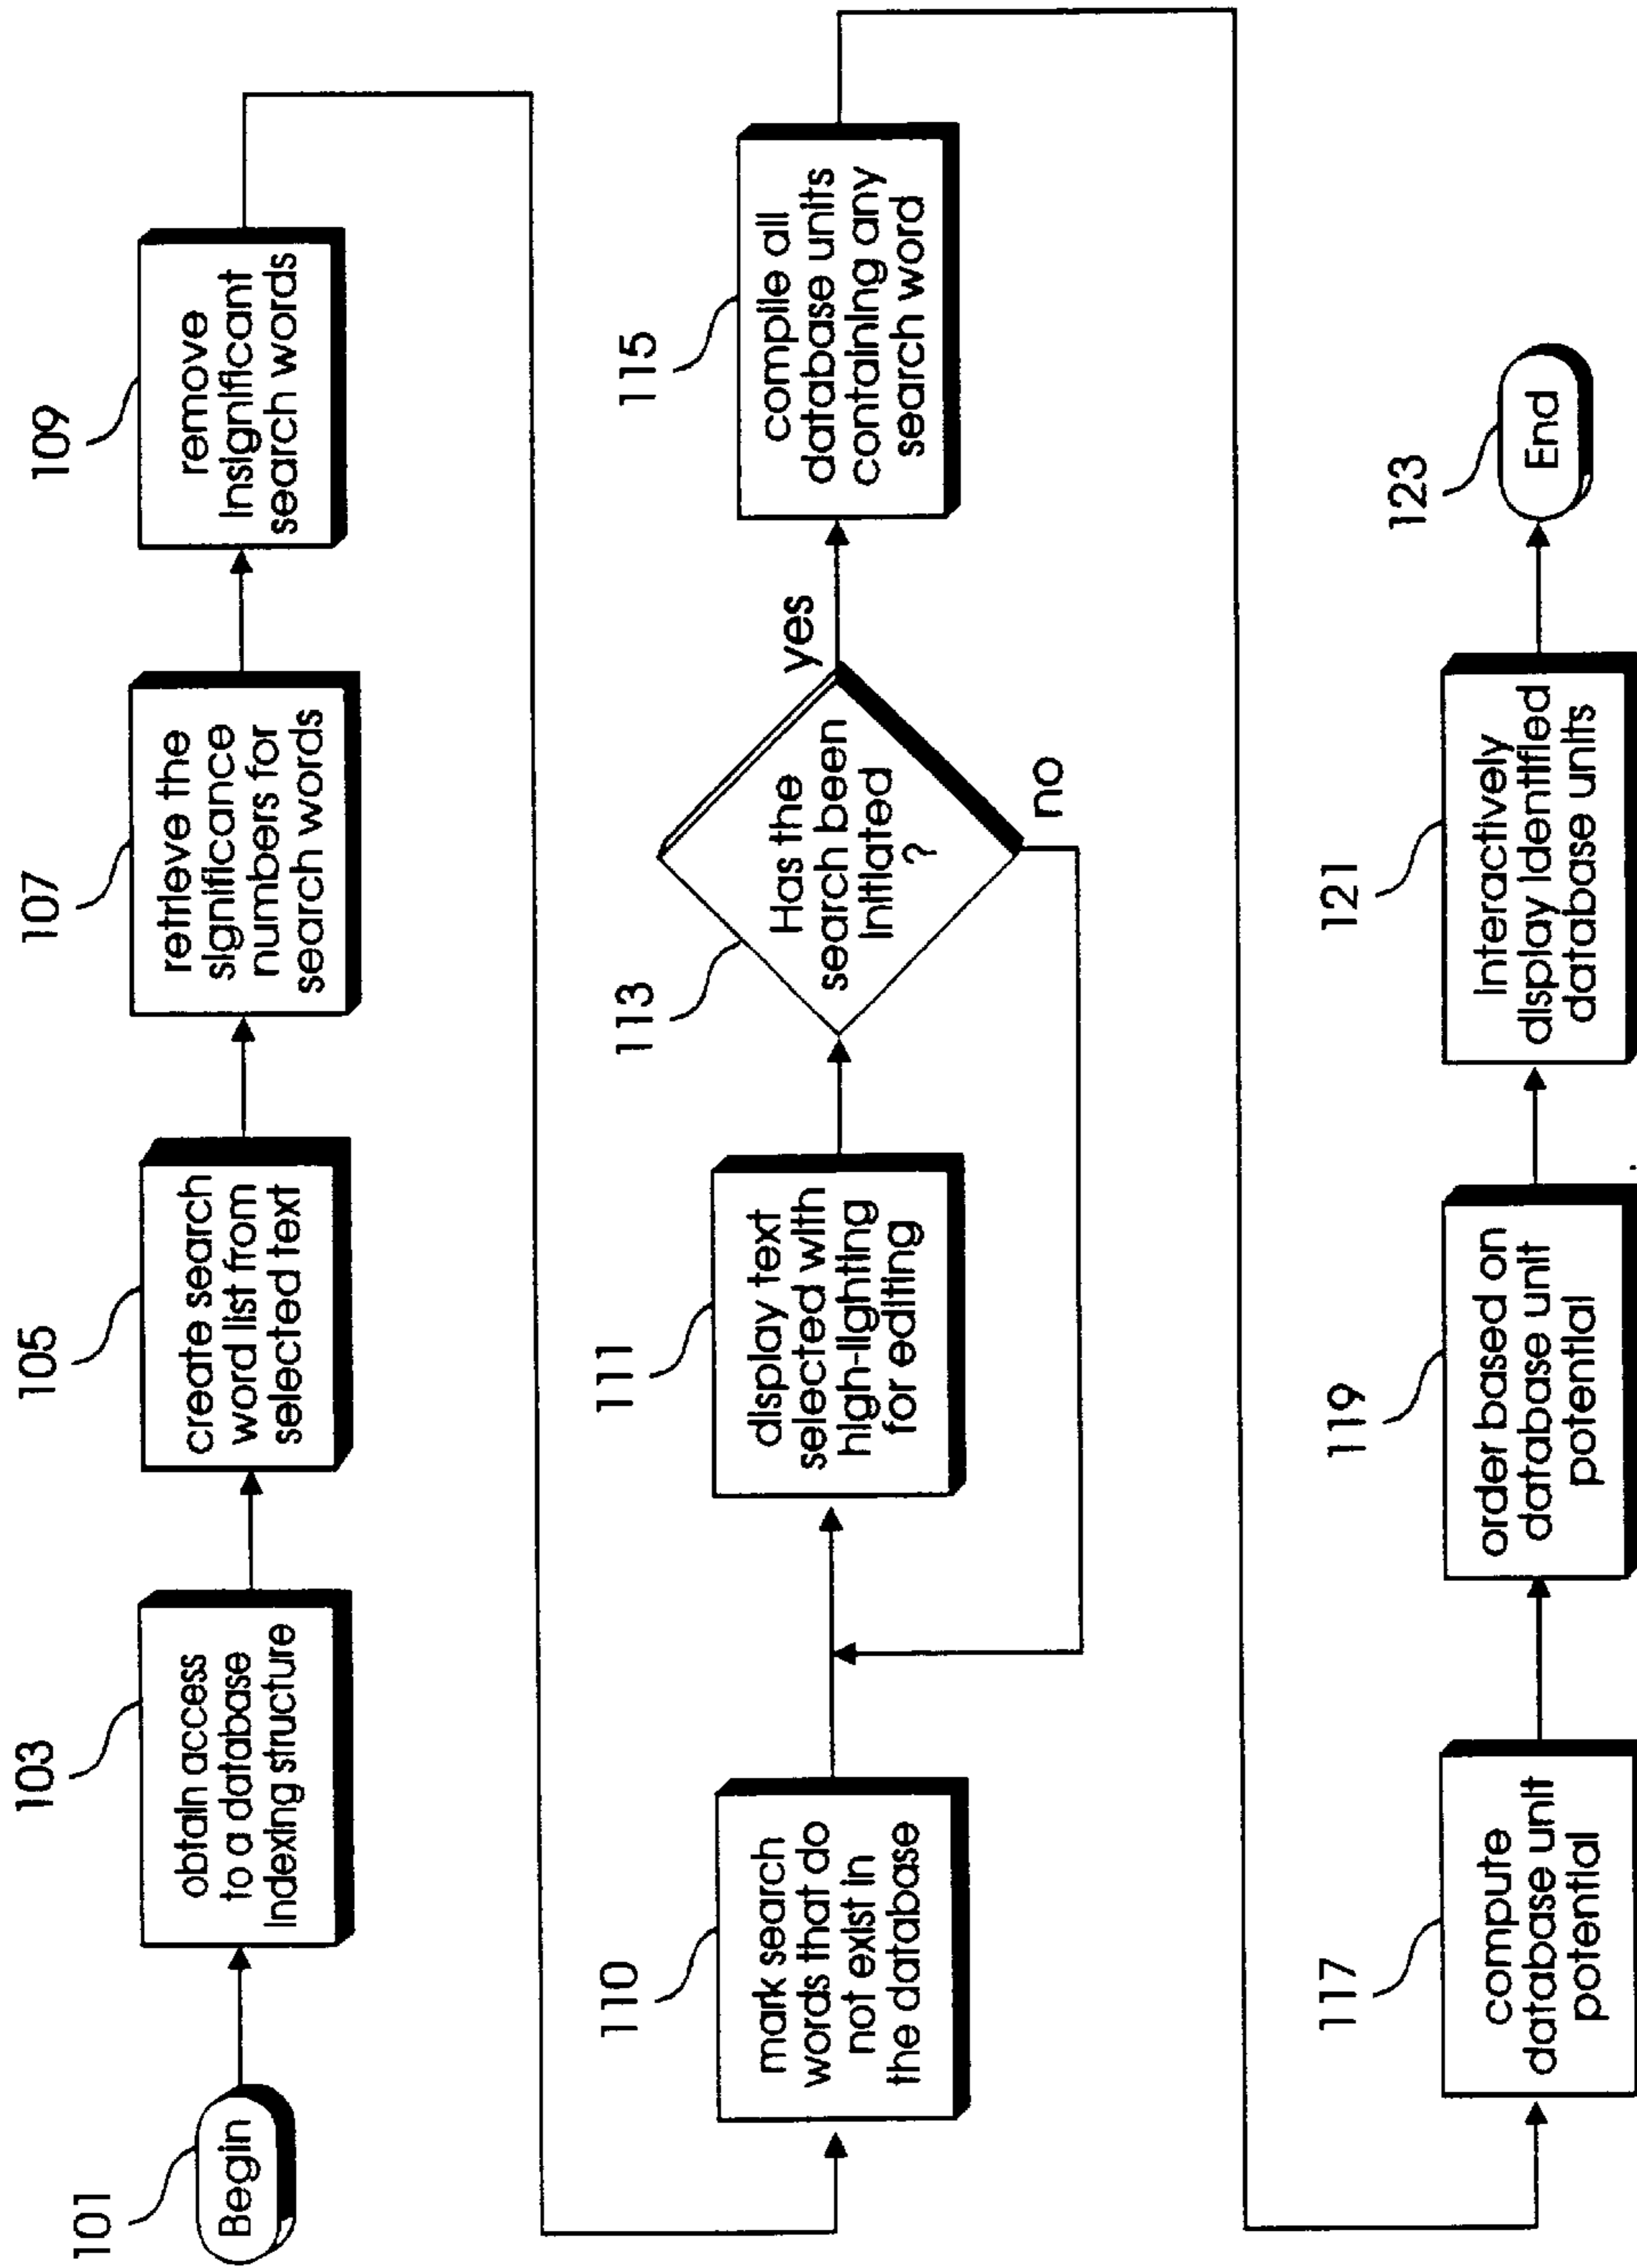 101
Begin
103
obtain access
to a database
indexing structure
105
create search
word list from
selected text
107
retrieve the
significance
numbers for
search words
109
remove
insignificant
search words
110
mark search
words that do
not exist in
the database
111
display text
selected with
high-lighting
for editing
113
Has the
search been
initiated
?
yes
no
115
compile all
database units
containing any
search word
117
compute
database unit
potential
119
order based on
database unit
potential
121
interactively
display identified
database units
123
End